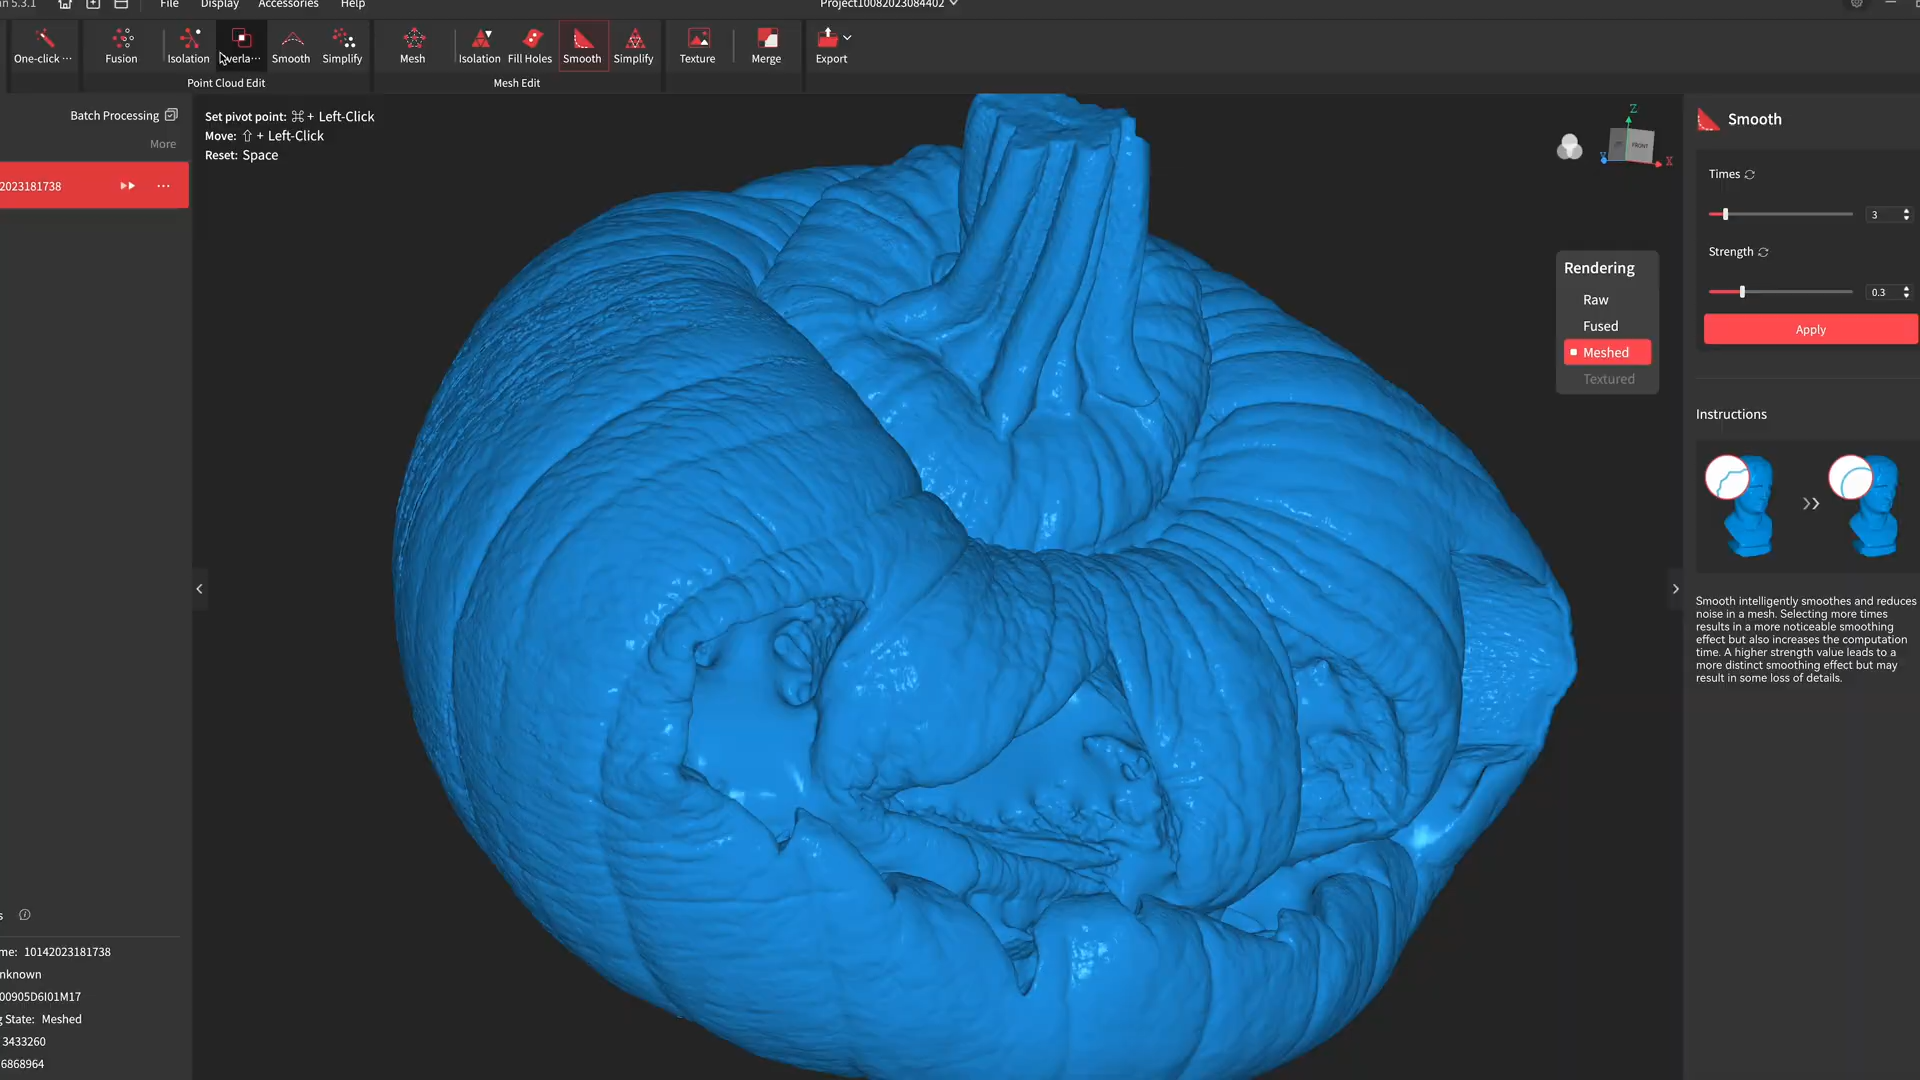 n 5.3.1
File
Display
Accessories
Help
Project10082023084402
One-click ···
Fusion
Isolation
Overla···
Smooth
Simplify
Mesh
Isolation
Fill Holes
Smooth
Simplify
Texture
Merge
Export
Point Cloud Edit
Mesh Edit
Batch Processing
More
2023181738
Set pivot point: ⌘ + Left-Click
Move: ⇧ + Left-Click
Reset: Space
Z
FRONT
X
Rendering
Raw
Fused
Meshed
Textured
Smooth
Times
3
Strength
0.3
Apply
Instructions
Smooth intelligently smoothes and reduces
noise in a mesh. Selecting more times
results in a more noticeable smoothing
effect but also increases the computation
time. A higher strength value leads to a
more distinct smoothing effect but may
result in some loss of details.
s
me: 10142023181738
nknown
00905D6I01M17
g State: Meshed
3433260
6868964